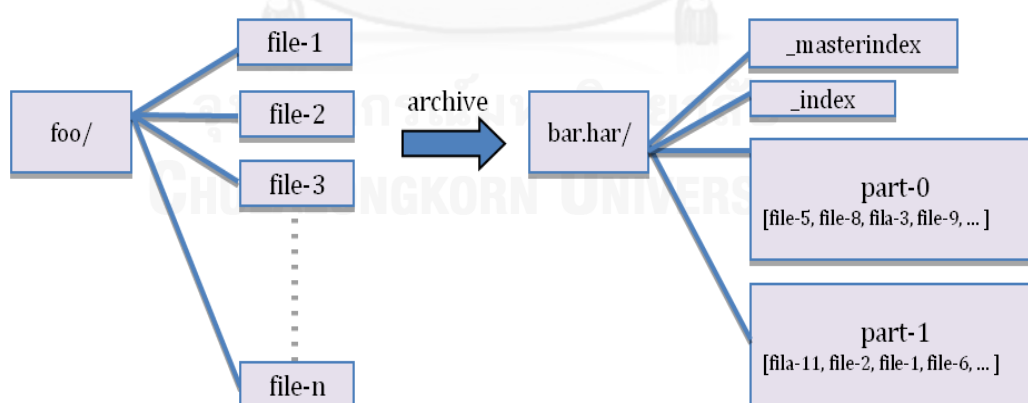 foo/
file-1
file-2
file-3
file-n
archive
bar.har/
_masterindex
_index
part-0
[file-5, file-8, fila-3, file-9, ... ]
part-1
[fila-11, file-2, file-1, file-6, ... ]